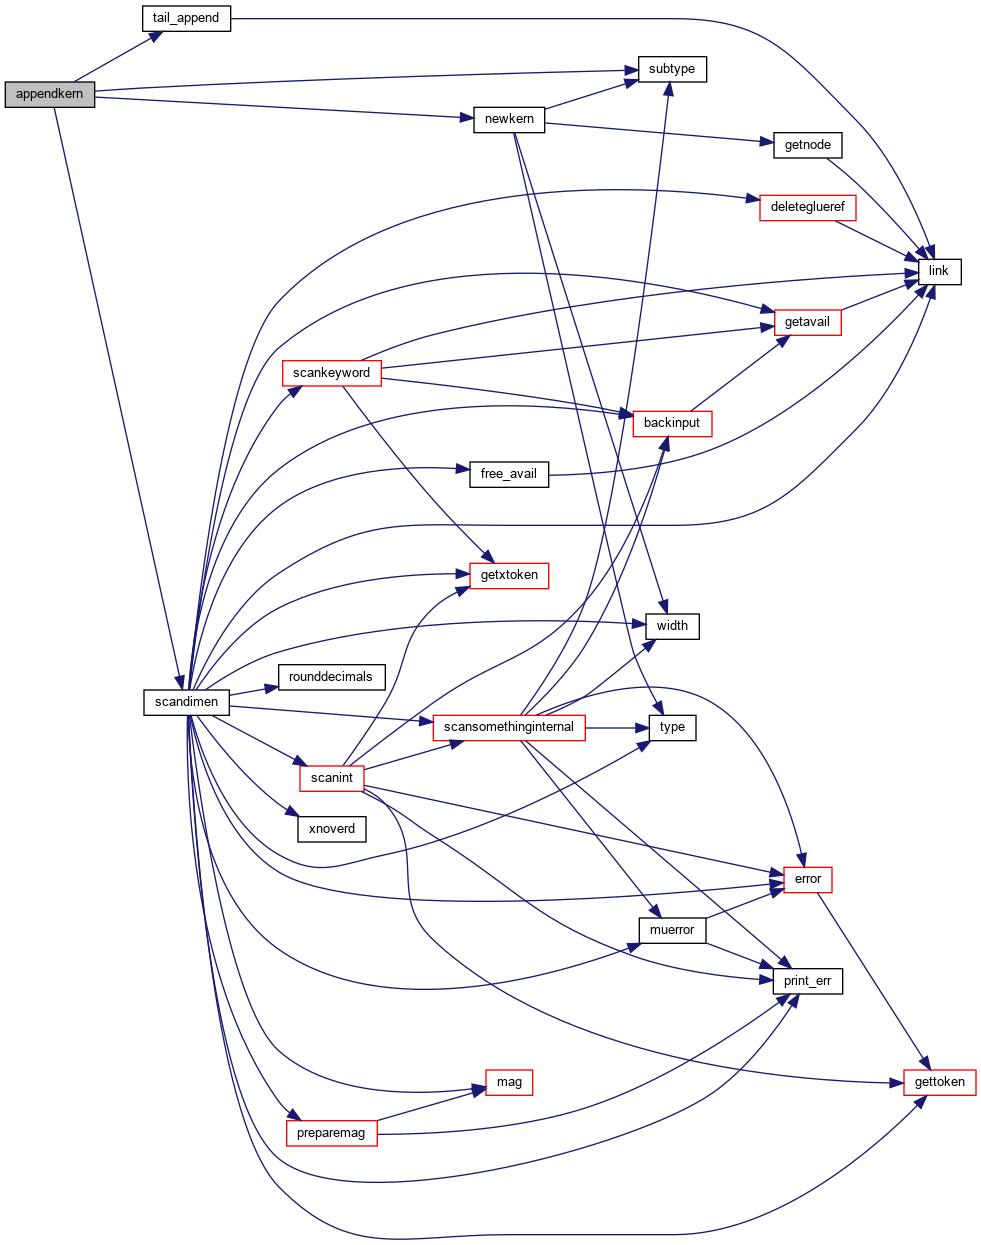 tail_append
subtype
appendkern
newkern
getnode
deleteglueref
link
getavail
scankeyword
backinput
free_avail
getxtoken
width
rounddecimals
scandimen
scansomethinginternal
type
scanint
xnoverd
error
muerror
print_err
mag
gettoken
preparemag